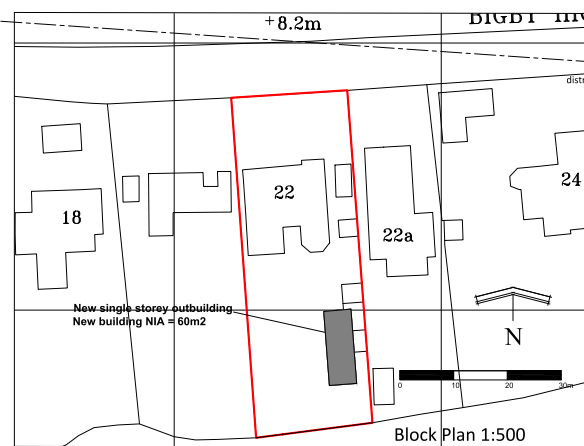 +8.2m
BIGBY
22
24
18
22a
New single storey outbuilding
New building NIA = 60m2
N
0 10 20 30m
Block Plan 1:500